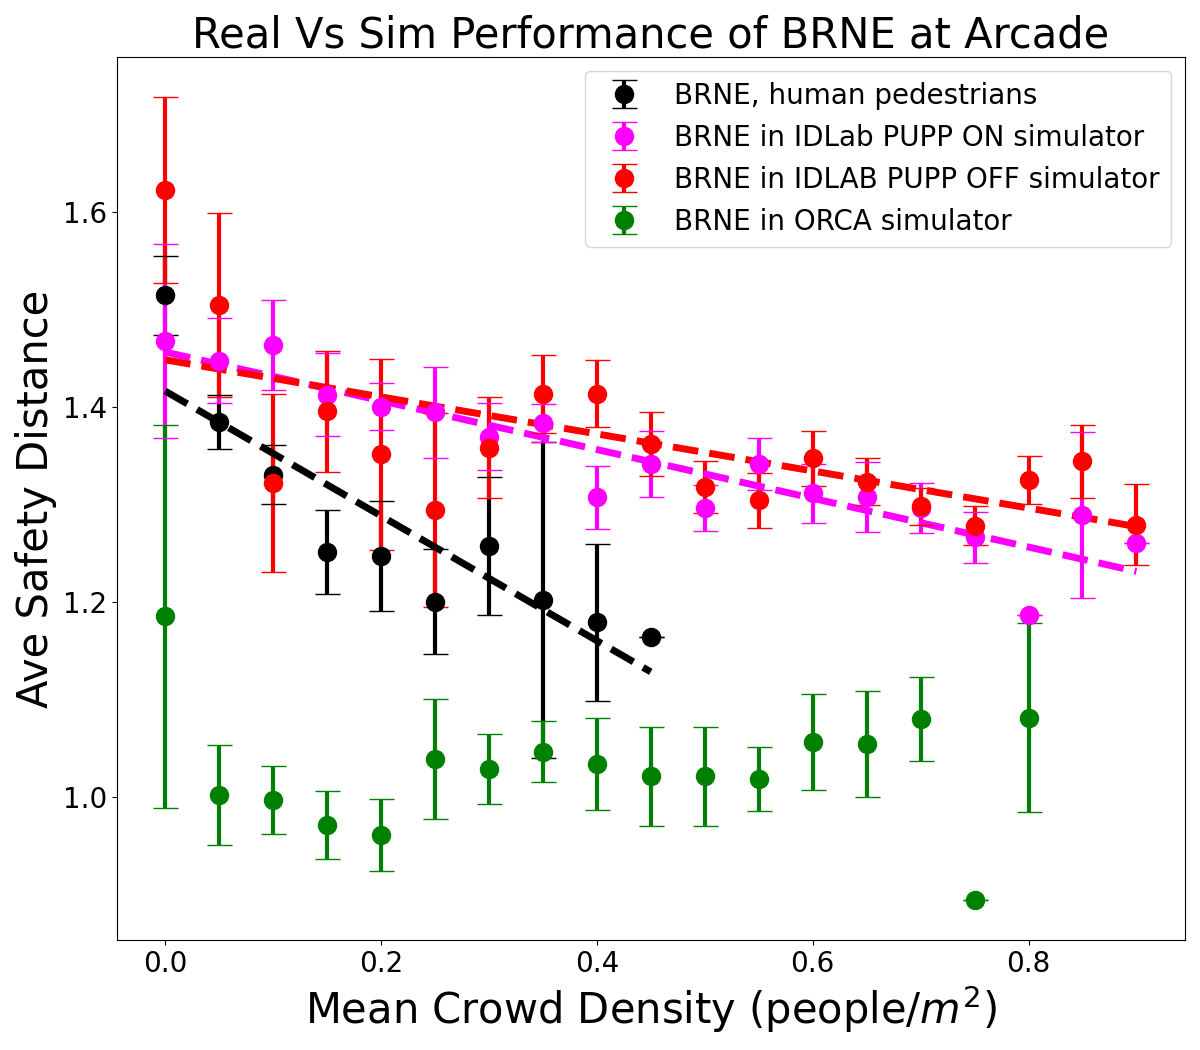 Real Vs Sim Performance of BRNE at Arcade
BRNE, human pedestrians
BRNE in IDLab PUPP ON simulator
BRNE in IDLAB PUPP OFF simulator
BRNE in ORCA simulator
Ave Safety Distance
1.6
1.4
1.2
1.0
0.0 0.2 0.4 0.6 0.8
Mean Crowd Density (people/m²)